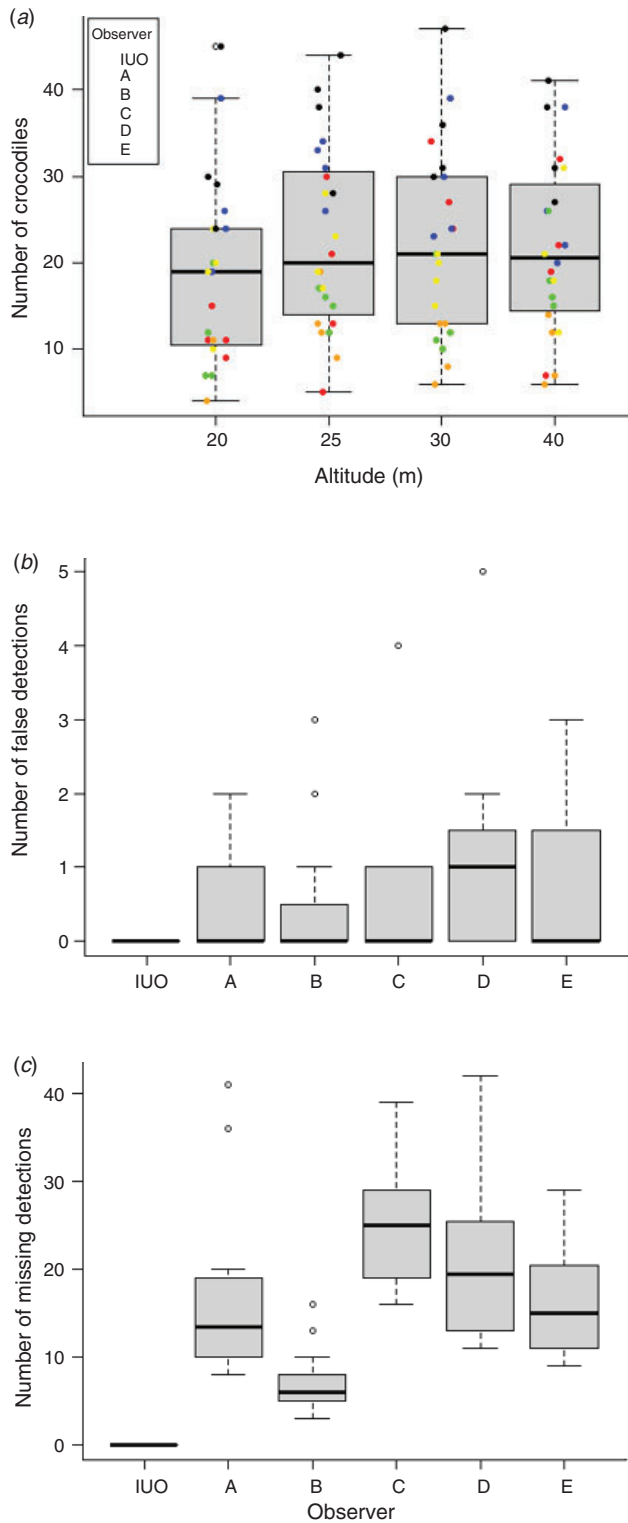 (a)
Observer
IUO
A
B
C
D
E
40
30
20
10
Number of crocodiles
20 25 30 40
Altitude (m)
(b)
5
4
3
2
1
0
Number of false detections
IUO A B C D E
(c)
40
30
20
10
0
Number of missing detections
IUO A B C D E
Observer